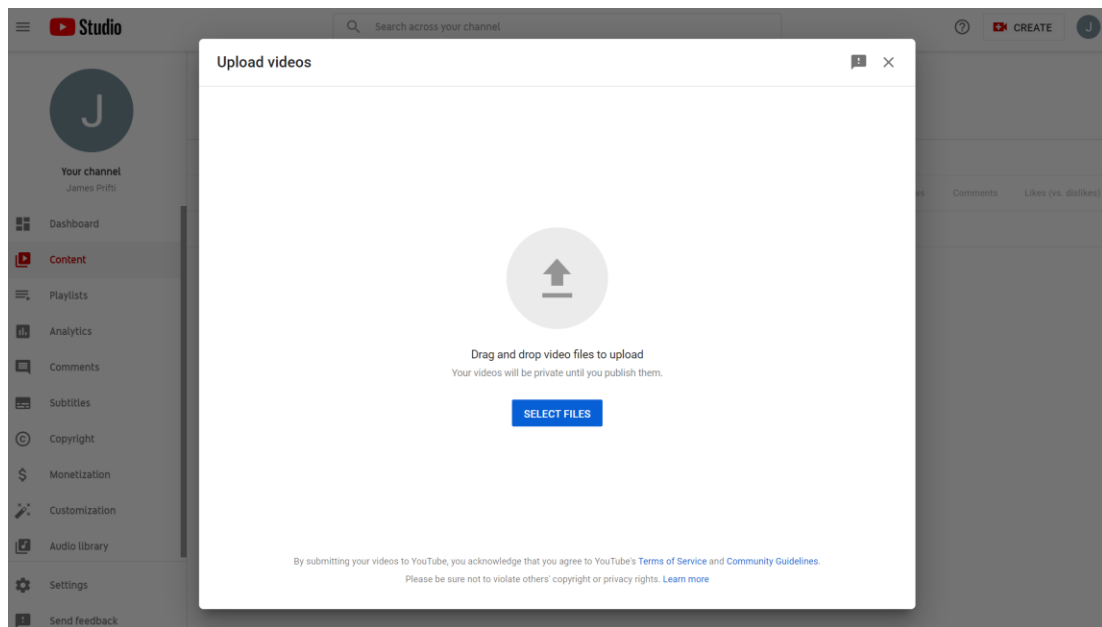 Studio
Search across your channel
CREATE
J
Upload videos
J
Your channel
James Prifti
Comments
Likes (vs. dislikes)
Dashboard
Content
Playlists
Analytics
Comments
Subtitles
Copyright
Monetization
Customization
Audio library
Settings
Send feedback
Drag and drop video files to upload
Your videos will be private until you publish them.
SELECT FILES
By submitting your videos to YouTube, you acknowledge that you agree to YouTube's Terms of Service and Community Guidelines.
Please be sure not to violate others' copyright or privacy rights. Learn more